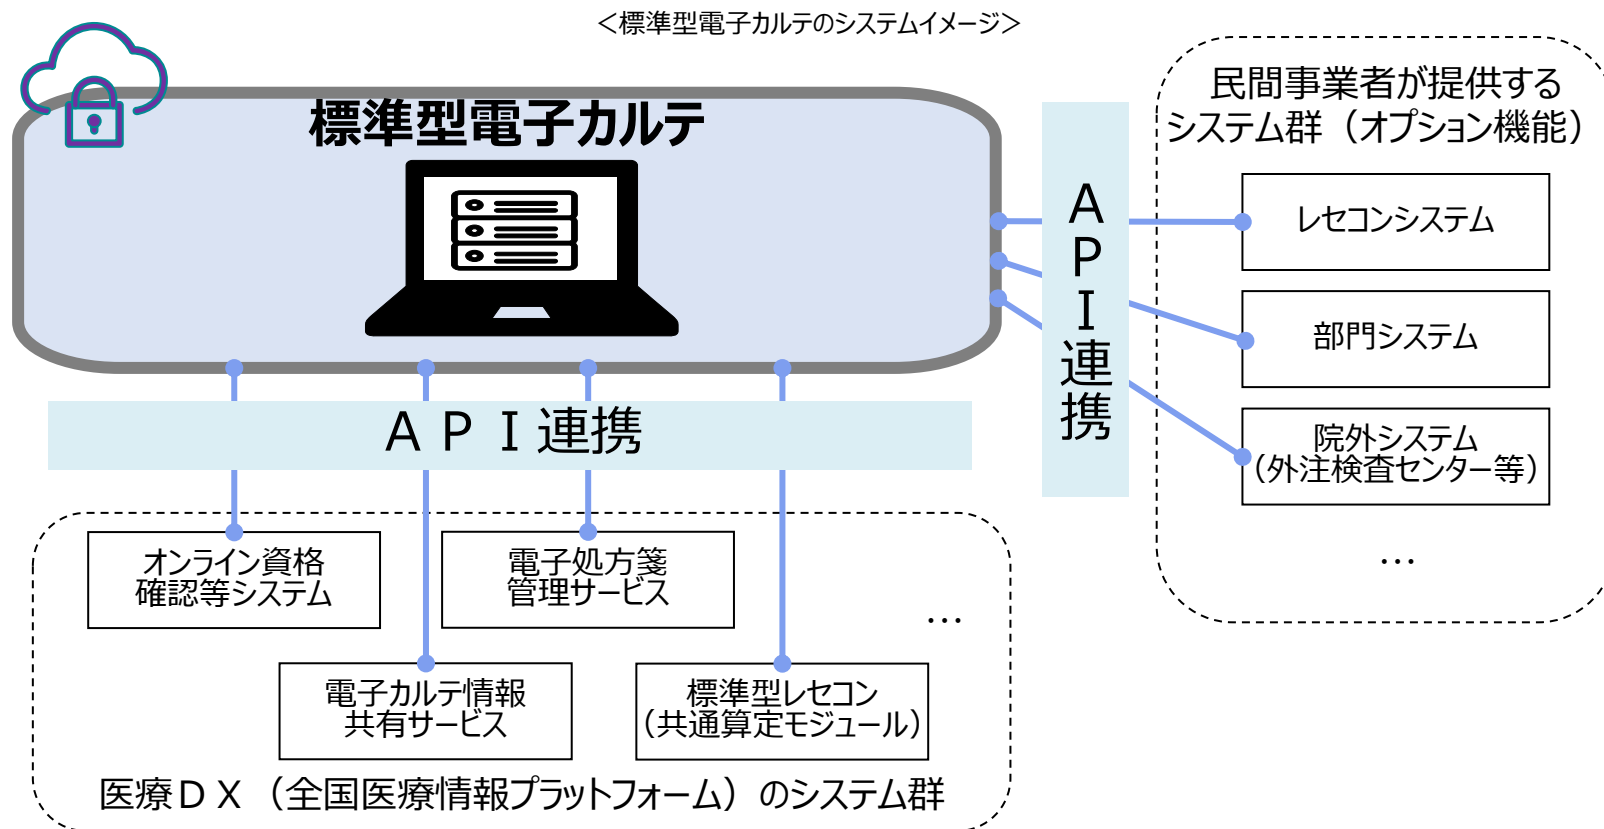 ＜標準型電子カルテのシステムイメージ＞
標準型電子カルテ
ＡＰＩ連携
民間事業者が提供する
システム群（オプション機能）
レセコンシステム
部門システム
院外システム
（外注検査センター等）
…
ＡＰＩ連携
オンライン資格
確認等システム
電子処方箋
管理サービス
…
電子カルテ情報
共有サービス
標準型レセコン
（共通算定モジュール）
医療ＤＸ（全国医療情報プラットフォーム）のシステム群